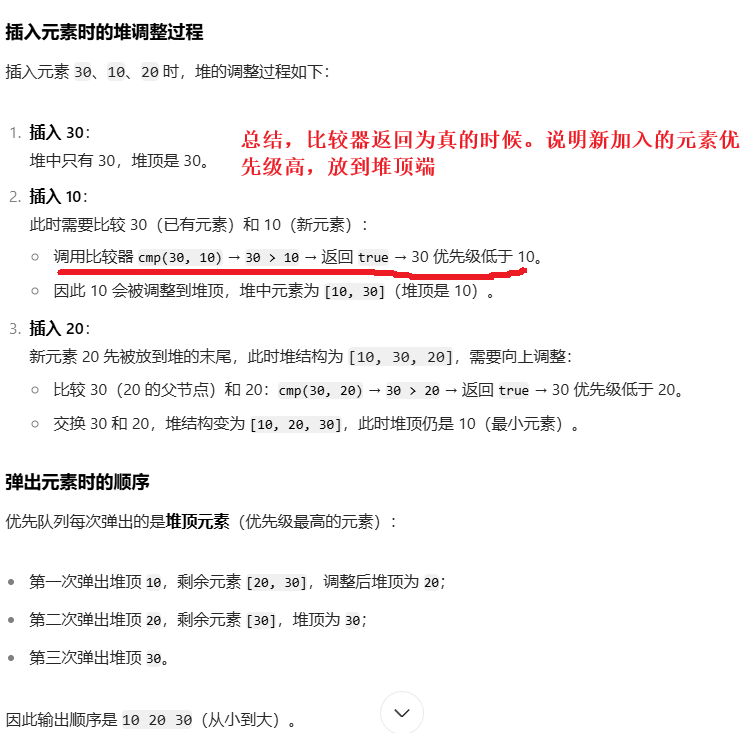 插入元素时的堆调整过程
插入元素 30、10、20 时，堆的调整过程如下：
1. 插入 30：
堆中只有 30，堆顶是 30。
总结，比较器返回为真的时候。说明新加入的元素优
先级高，放到堆顶端
2. 插入 10：
此时需要比较 30（已有元素）和 10（新元素）：
○ 调用比较器 cmp(30, 10) → 30 > 10 → 返回 true → 30 优先级低于 10。
○ 因此 10 会被调整到堆顶，堆中元素为 [10, 30]（堆顶是 10）。
3. 插入 20：
新元素 20 先被放到堆的末尾，此时堆结构为 [10, 30, 20]，需要向上调整：
○ 比较 30（20 的父节点）和 20：cmp(30, 20) → 30 > 20 → 返回 true → 30 优先级低于 20。
○ 交换 30 和 20，堆结构变为 [10, 20, 30]，此时堆顶仍是 10（最小元素）。
弹出元素时的顺序
优先队列每次弹出的是堆顶元素（优先级最高的元素）：
• 第一次弹出堆顶 10，剩余元素 [20, 30]，调整后堆顶为 20；
• 第二次弹出堆顶 20，剩余元素 [30]，堆顶为 30；
• 第三次弹出堆顶 30。
因此输出顺序是 10 20 30（从小到大）。